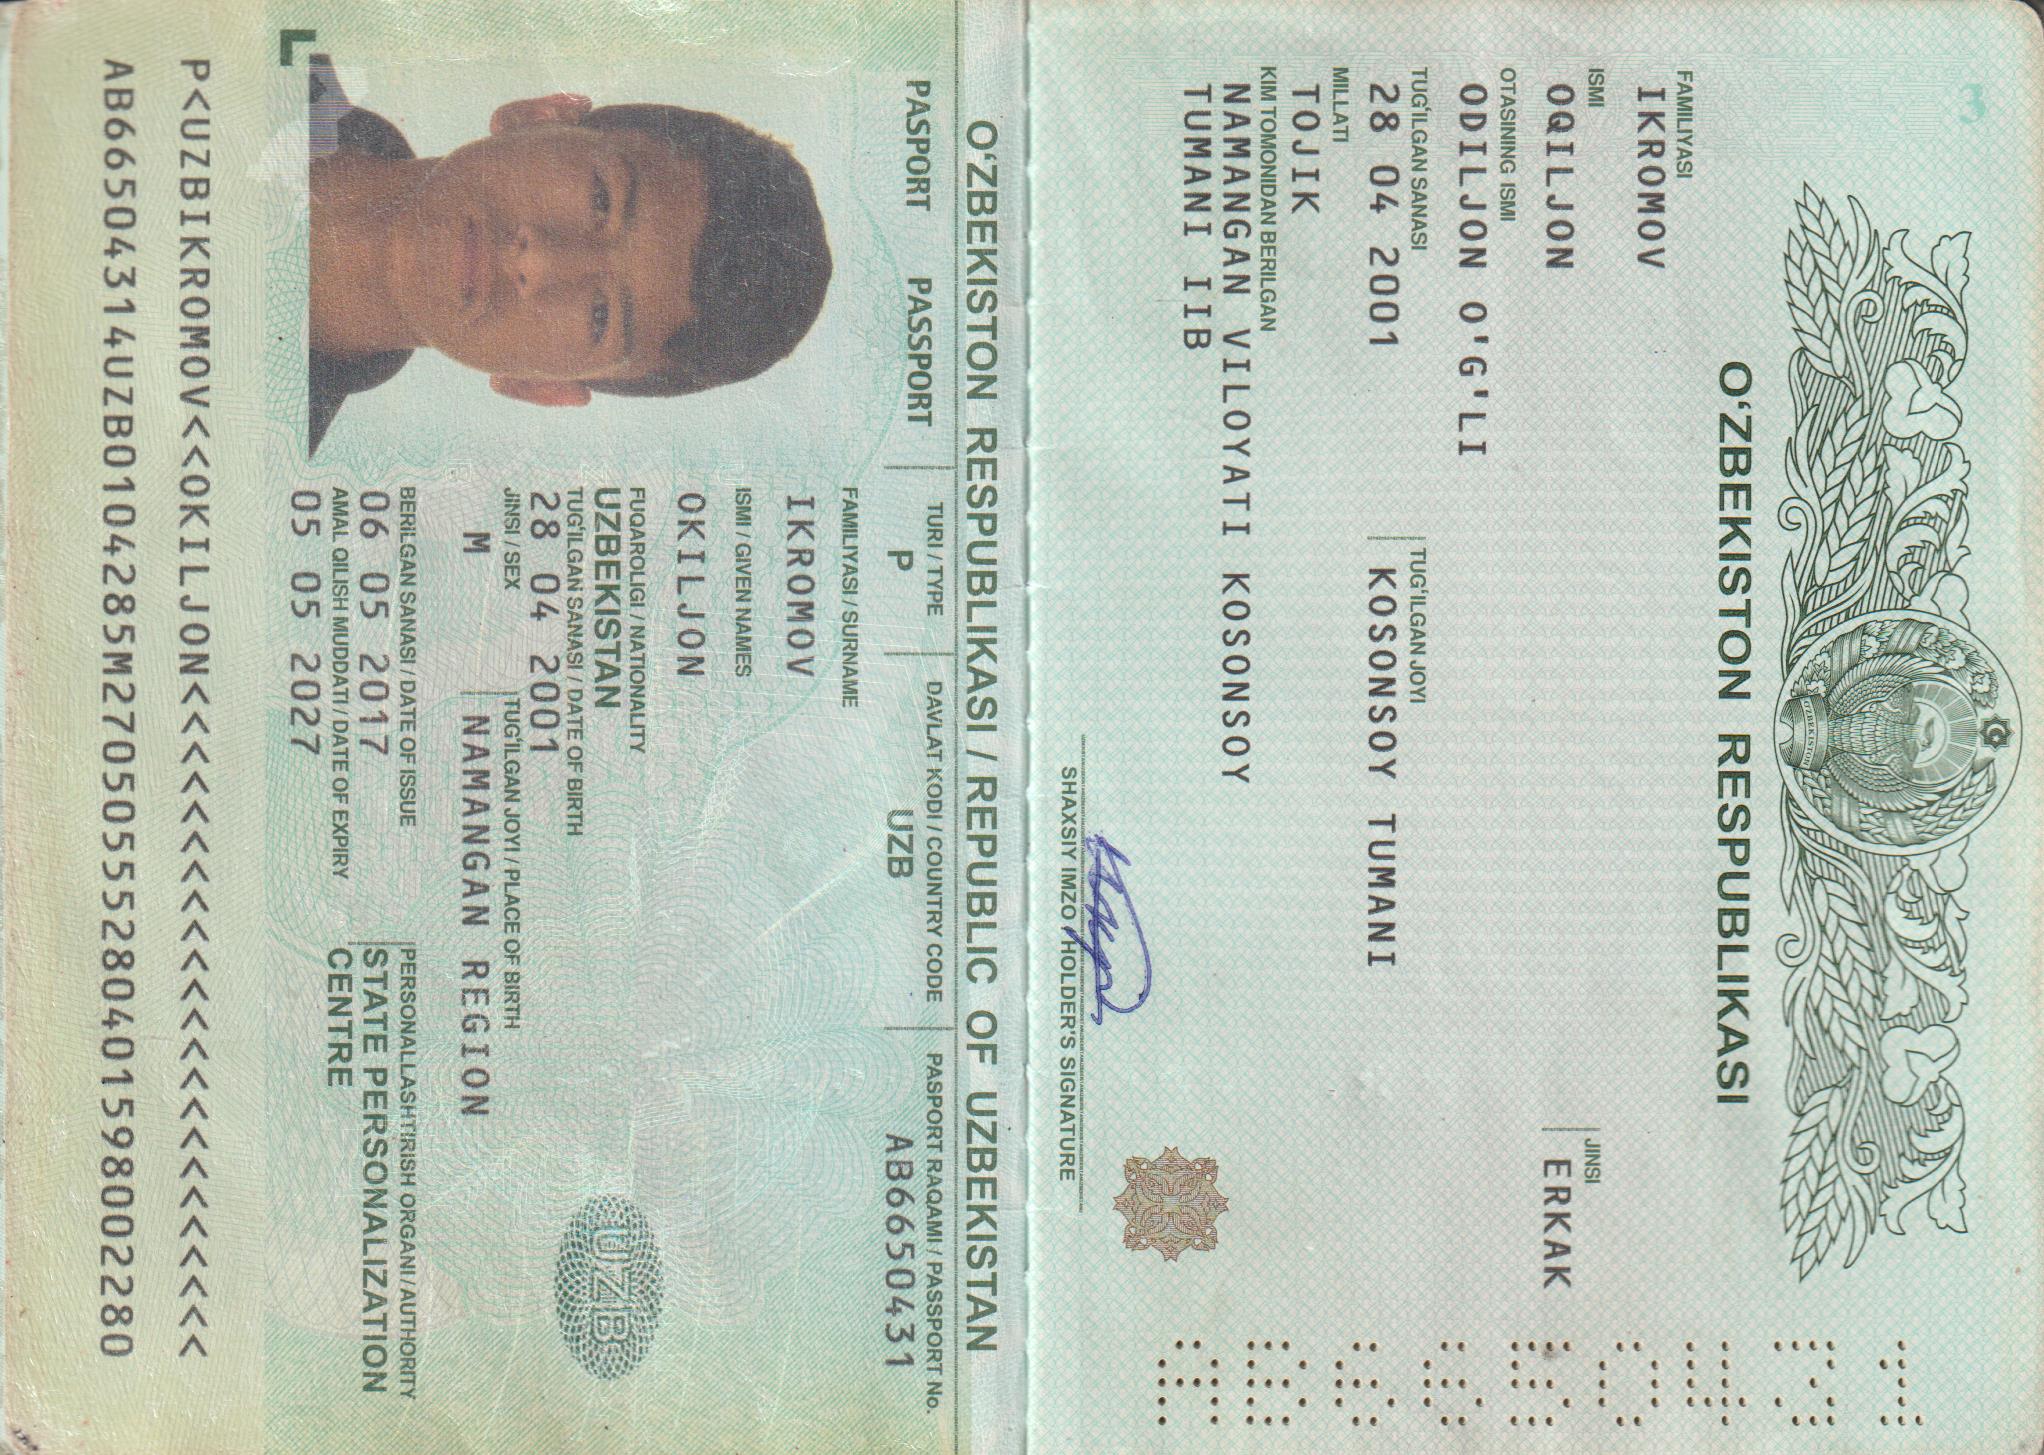 O‘ZBEKISTON RESPUBLIKASI
O‘ZBEKISTON
FAMILIYASI
IKROMOV
ISMI
OQILJON
JINSI
ERKAK
OTASINING ISMI
ODILJON O'G'LI
TUG‘ILGAN SANASI
28 04 2001
TUG‘ILGAN JOYI
KOSONSOY TUMANI
MILLATI
TOJIK
KIM TOMONIDAN BERILGAN
NAMANGAN VILOYATI KOSONSOY
TUMANI IIB
SHAXSIY IMZO / HOLDER'S SIGNATURE
AB6650431
O‘ZBEKISTON RESPUBLIKASI / REPUBLIC OF UZBEKISTAN
PASPORT PASSPORT
TURI / TYPE
P
DAVLAT KODI / COUNTRY CODE
UZB
PASPORT RAQAMI / PASSPORT No.
AB6650431
FAMILIYASI / SURNAME
IKROMOV
ISMI / GIVEN NAMES
OKILJON
FUQAROLIGI / NATIONALITY
UZBEKISTAN
TUG‘ILGAN SANASI / DATE OF BIRTH
28 04 2001
JINSI / SEX
M
TUG‘ILGAN JOYI / PLACE OF BIRTH
NAMANGAN REGION
BERILGAN SANASI / DATE OF ISSUE
06 05 2017
PERSONALLASHTIRISH ORGANI / AUTHORITY
STATE PERSONALIZATION
CENTRE
AMAL QILISH MUDDATI / DATE OF EXPIRY
05 05 2027
UZB
P<UZBIKROMOV<<OKILJON<<<<<<<<<<<<<<<<<<<<<<<
AB66504314UZB0104285M27050555280401598002280